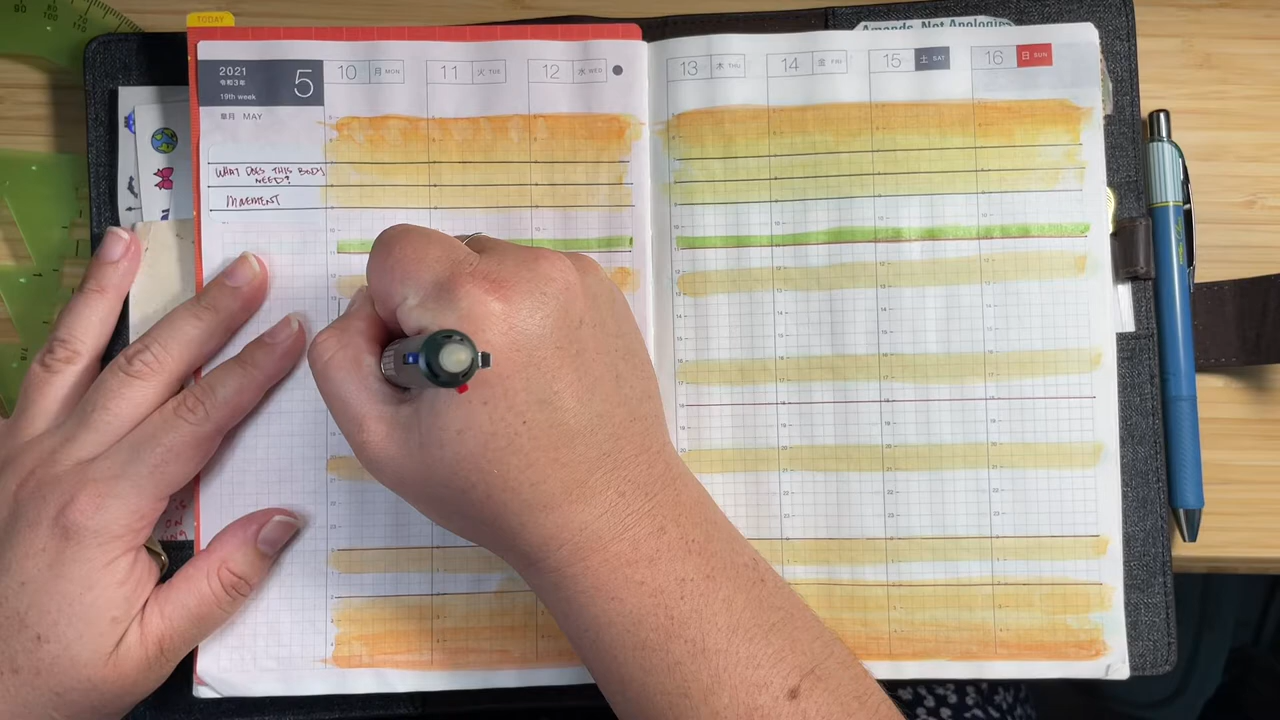 TODAY
Amends, Not Apologies
2021
令和3年
19th week
5
皐月 MAY
10 月 MON
11 火 TUE
12 水 WED
13 木 THU
14 金 FRI
15 土 SAT
16 日 SUN
WHAT DOES THIS BODY
NEED?
MOVEMENT